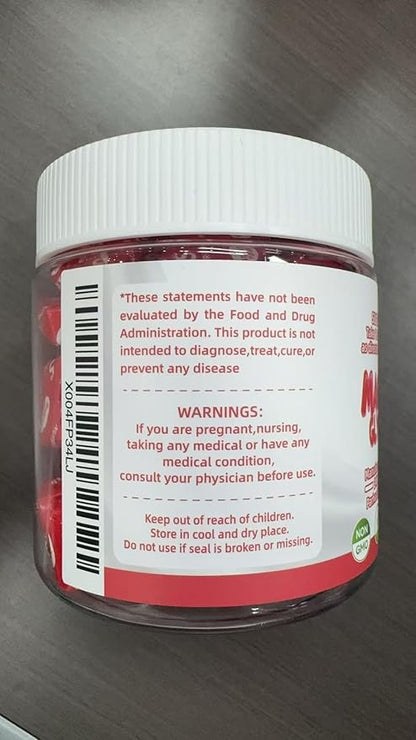 *These statements have not been
evaluated by the Food and Drug
Administration. This product is not
intended to diagnose,treat,cure,or
prevent any disease
WARNINGS:
If you are pregnant,nursing,
taking any medical or have any
medical condition,
consult your physician before use.
Keep out of reach of children.
Store in cool and dry place.
Do not use if seal is broken or missing.
X004FP34LJ
NON
GMO